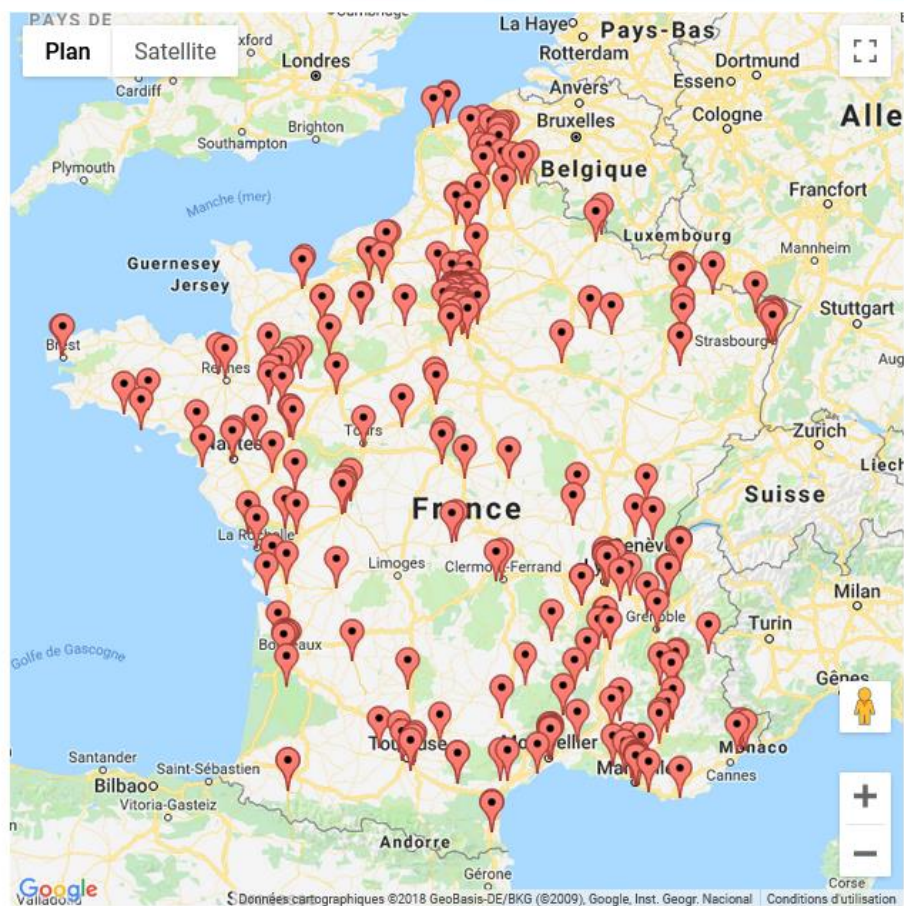 PAYS DE
Plan
Satellite
Oxford
Cambridge
Londres
Cardiff
Southampton
Brighton
Plymouth
La Haye
Pays-Bas
Rotterdam
Dortmund
Essen
Anvers
Cologne
Bruxelles
Alle
Belgique
Manche (mer)
Francfort
Luxembourg
Mannheim
Guernesey
Jersey
Stuttgart
Brest
Strasbourg
Aug
Rennes
Tours
Nantes
Zurich
Liech
Suisse
France
La Rochelle
Genève
Limoges
Clermont-Ferrand
Lyon
Milan
Grenoble
Turin
Bordeaux
Golfe de Gascogne
Gênes
Toulouse
Montpellier
Monaco
Marseille
Cannes
Santander
Saint-Sébastien
Bilbao
Vitoria-Gasteiz
Andorre
Gérone
Corse
Google
Valladolid
Données cartographiques ©2018 GeoBasis-DE/BKG (©2009), Google, Inst. Geogr. Nacional
Conditions d'utilisation